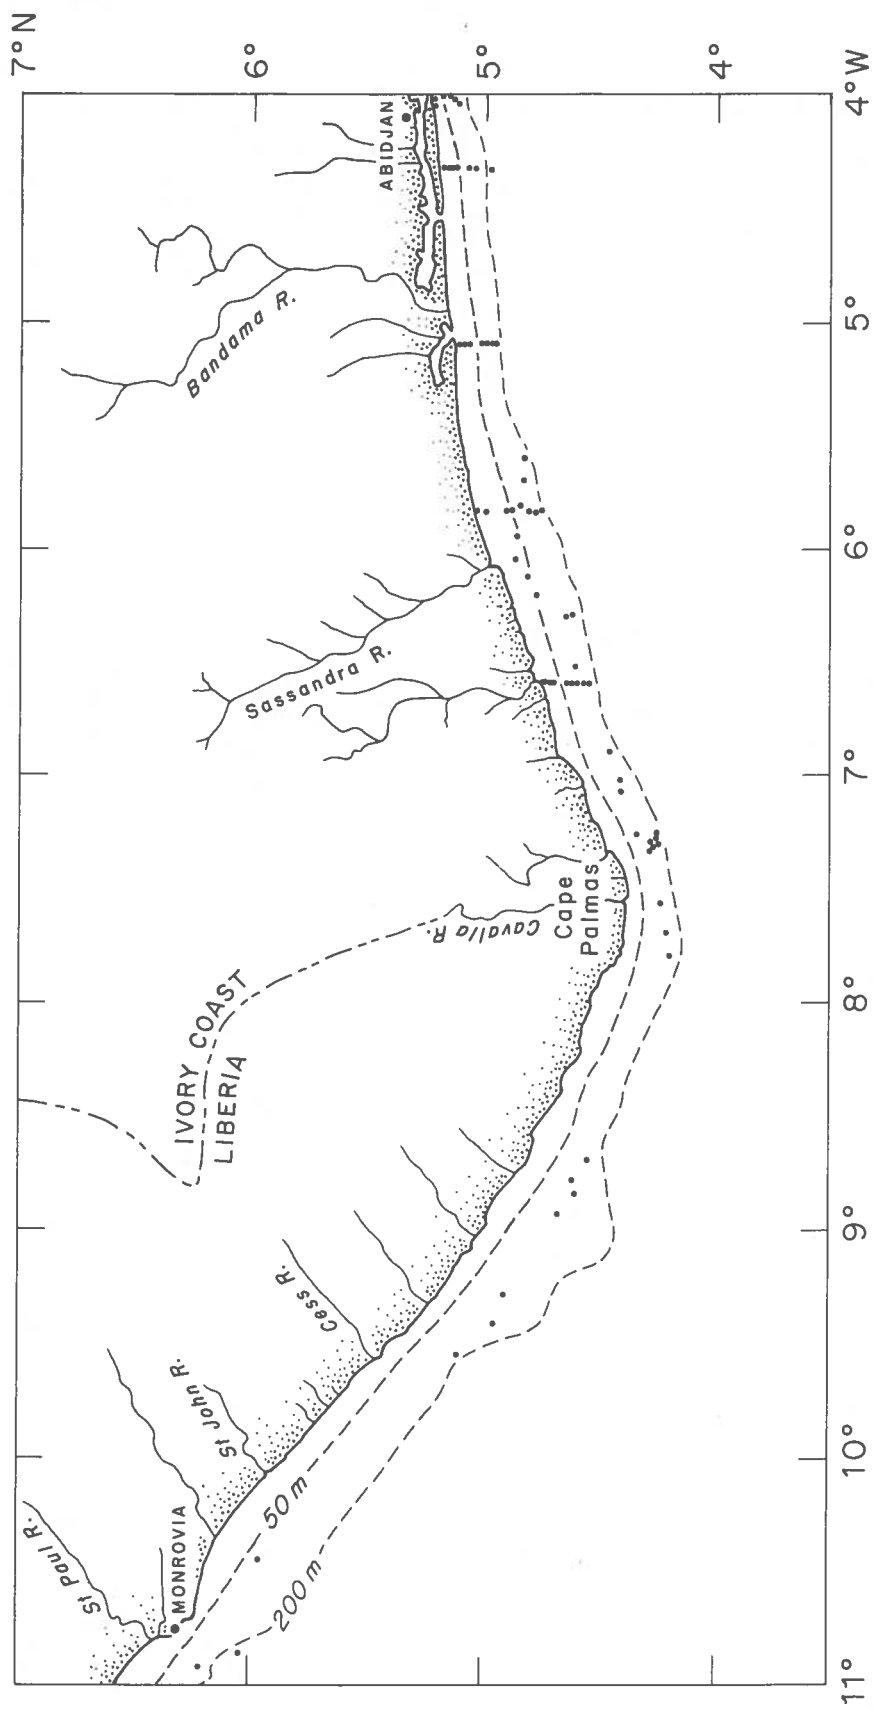 7°N
6°
5°
4°
4°W
5°
6°
7°
8°
9°
10°
11°
ABIDJAN
Bandama R.
Sassandra R.
Cape
Palmas
Cavalla R.
IVORY COAST
LIBERIA
Cess R.
St John R.
St Paul R.
MONROVIA
50 m
200 m